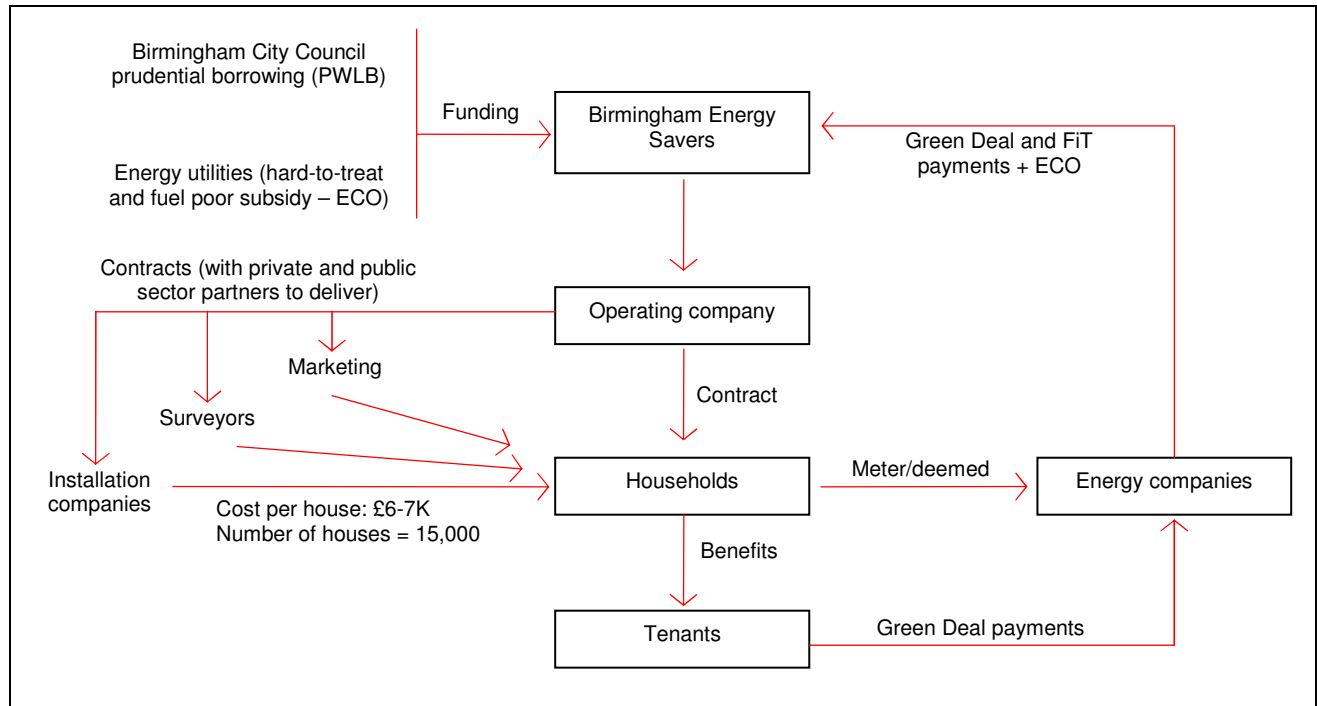 Birmingham City Council
prudential borrowing (PWLB)
Funding
Birmingham Energy
Savers
Green Deal and FiT
payments + ECO
Energy utilities (hard-to-treat
and fuel poor subsidy – ECO)
Contracts (with private and public
sector partners to deliver)
Operating company
Marketing
Contract
Surveyors
Installation
companies
Households
Meter/deemed
Energy companies
Cost per house: £6-7K
Number of houses = 15,000
Benefits
Tenants
Green Deal payments